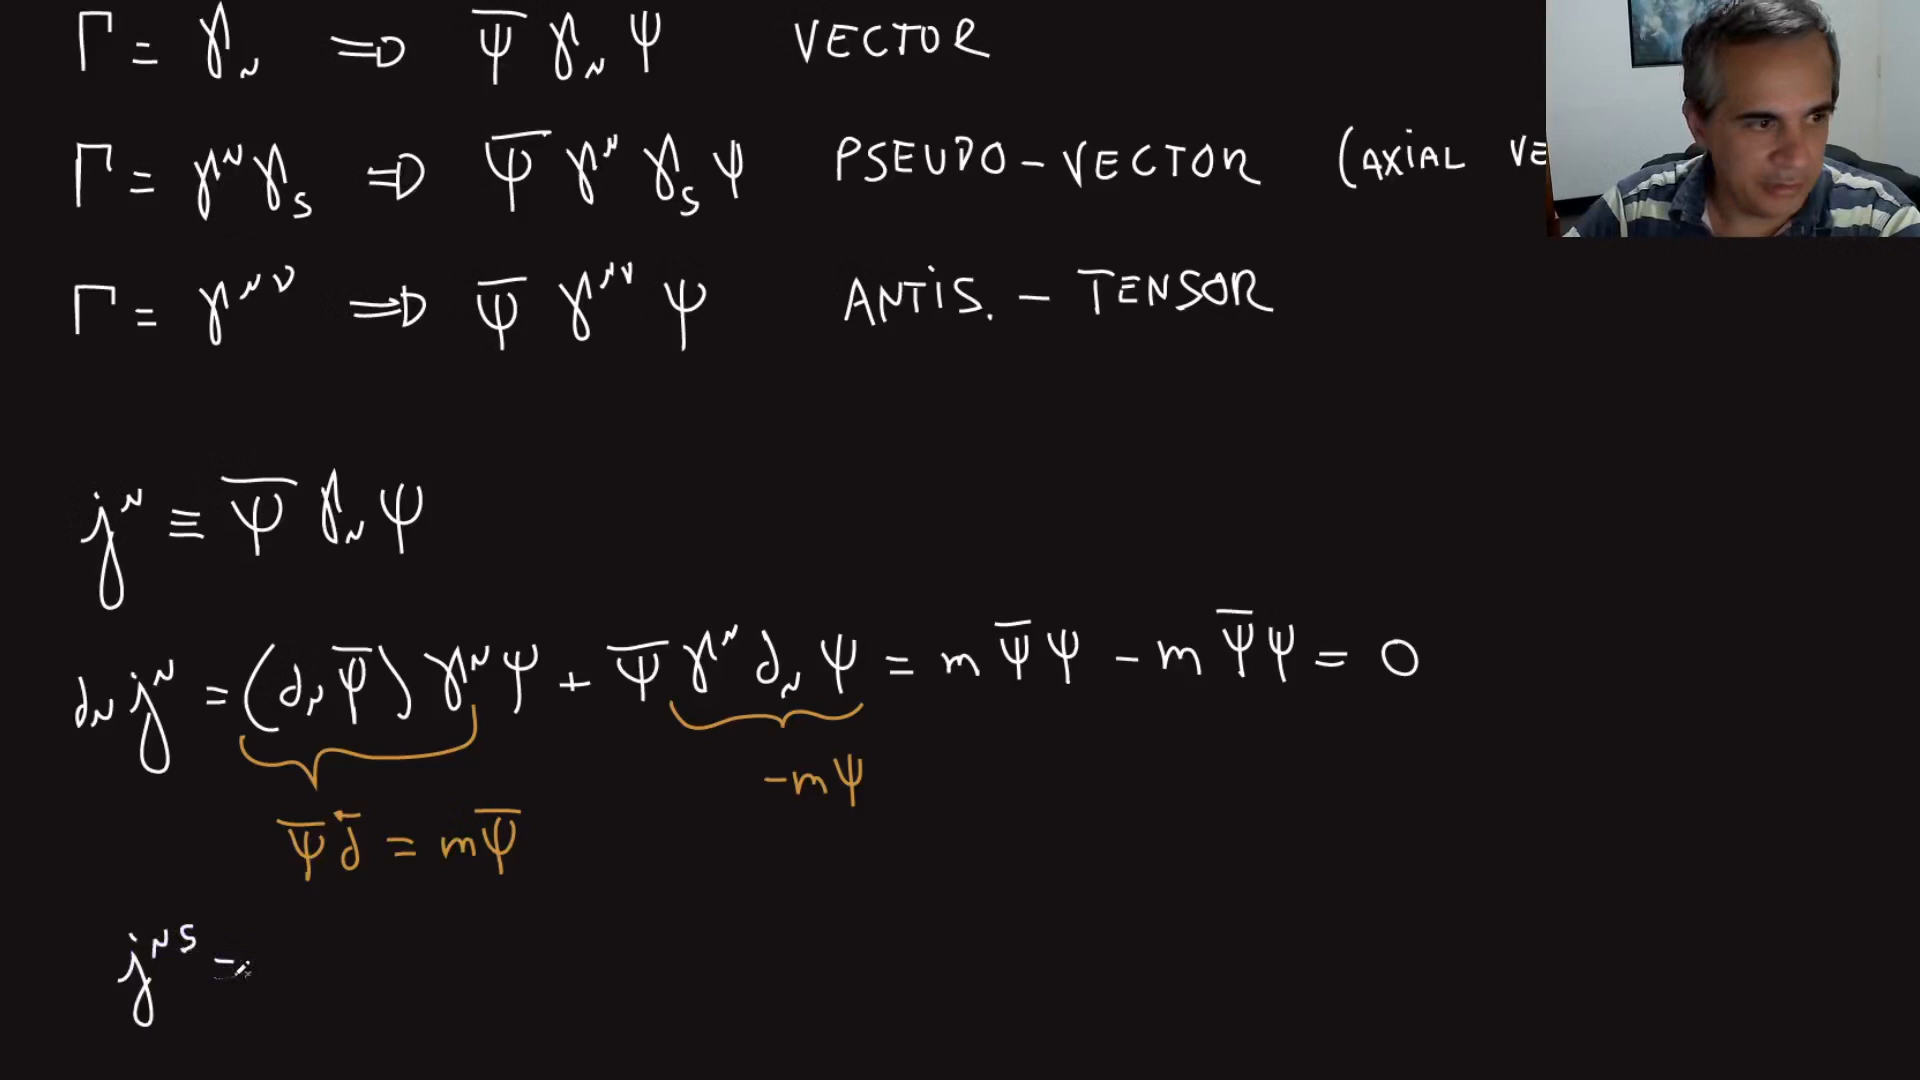 Γ = γ_μ ⇒ ψ̄ γ_μ ψ VECTOR
Γ = γ^μ γ_5 ⇒ ψ̄ γ^μ γ_5 ψ PSEUDO-VECTOR (AXIAL VE
Γ = γ^{μν} ⇒ ψ̄ γ^{μν} ψ ANTIS. - TENSOR
j^μ ≡ ψ̄ γ_μ ψ
∂_μ j^μ = (∂_μ ψ̄) γ^μ ψ + ψ̄ γ^μ ∂_μ ψ = m ψ̄ ψ - m ψ̄ ψ = 0
-mψ
ψ̄ ∂⃖ = m ψ̄
j^{μ5} =